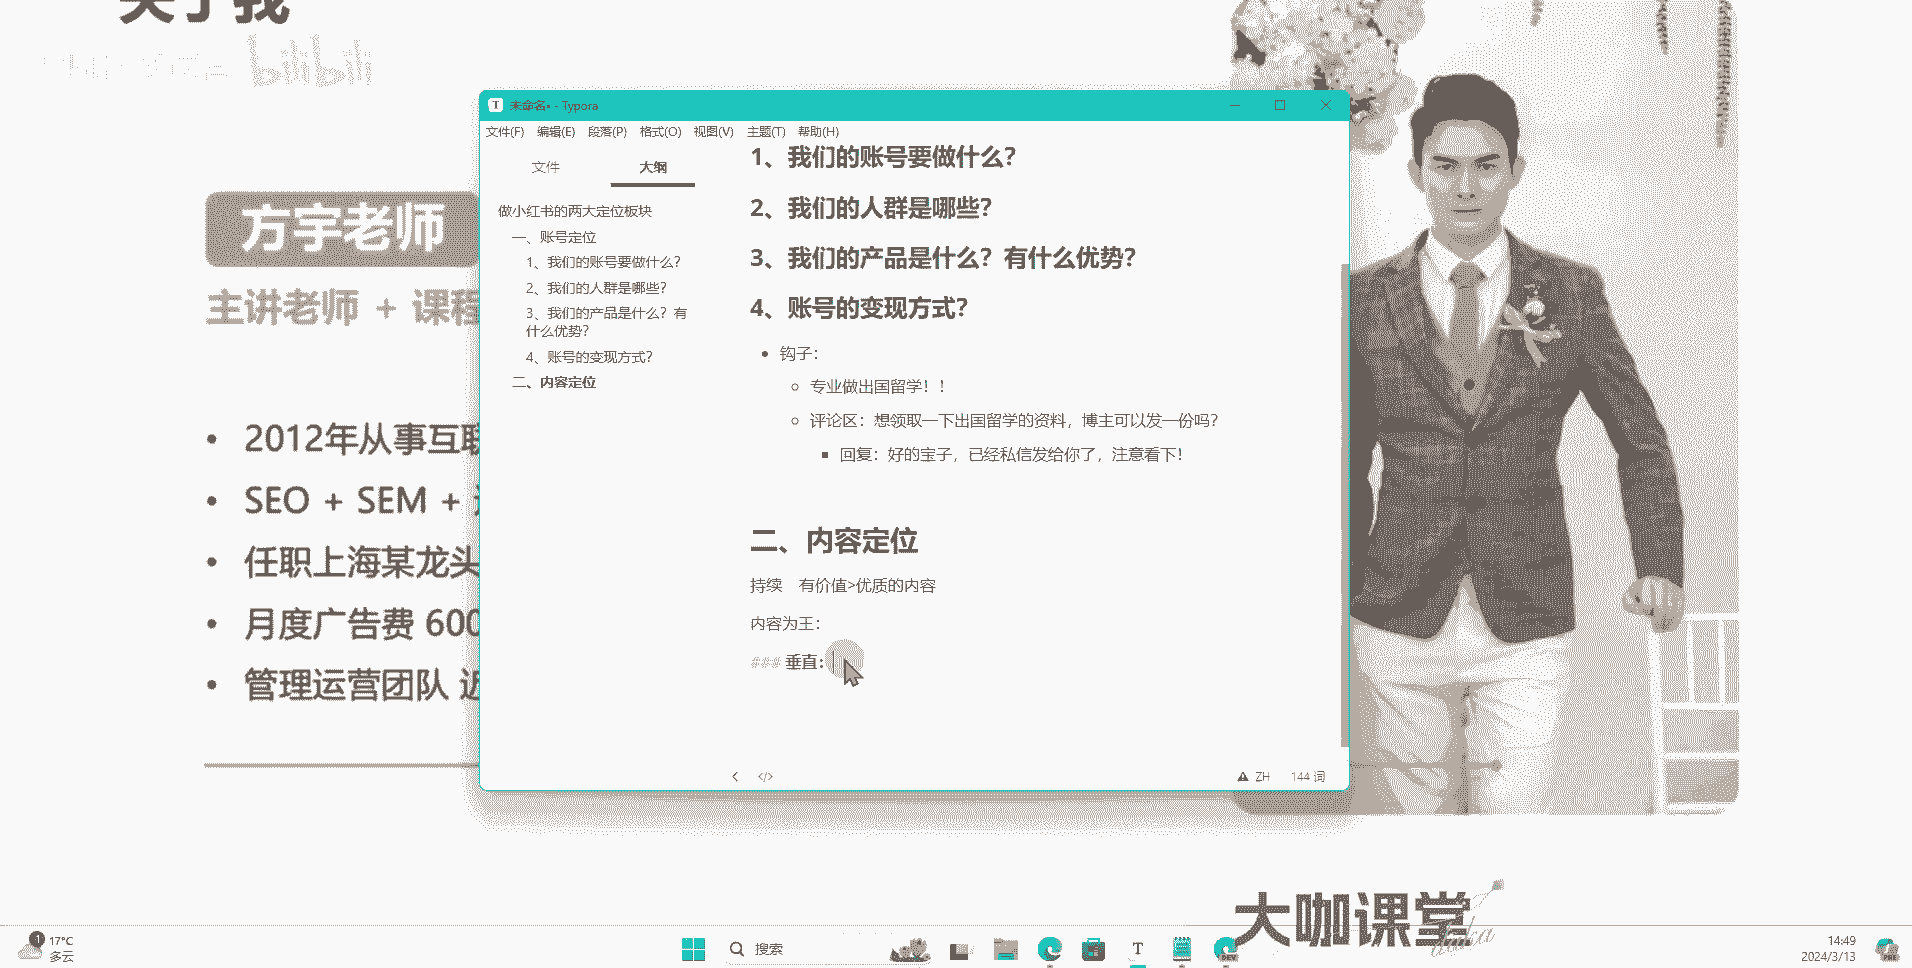 关于我
bilibili
方宇老师
主讲老师 + 课程
• 2012年从事互联
• SEO + SEM +
• 任职上海某龙头
• 月度广告费 600
• 管理运营团队 近
未命名• - Typora
文件(F) 编辑(E) 段落(P) 格式(O) 视图(V) 主题(T) 帮助(H)
文件 大纲
做小红书的两大定位板块
一、账号定位
1、我们的账号要做什么？
2、我们的人群是哪些？
3、我们的产品是什么？有
什么优势？
4、账号的变现方式？
二、内容定位
1、我们的账号要做什么？
2、我们的人群是哪些？
3、我们的产品是什么？有什么优势？
4、账号的变现方式？
• 钩子：
专业做出国留学！！
评论区：想领取一下出国留学的资料，博主可以发一份吗？
回复：好的宝子，已经私信发给你了，注意看下！
二、内容定位
持续 有价值>优质的内容
内容为王：
### 垂直：
</> ZH 144 词
大咖课堂
daka
1 17°C
多云
搜索
T
DEV
14:49
2024/3/13
PRE